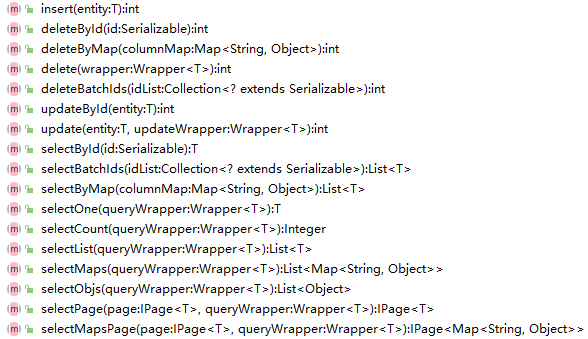 insert(entity:T):int
deleteById(id:Serializable):int
deleteByMap(columnMap:Map<String, Object>):int
delete(wrapper:Wrapper<T>):int
deleteBatchIds(idList:Collection<? extends Serializable>):int
updateById(entity:T):int
update(entity:T, updateWrapper:Wrapper<T>):int
selectById(id:Serializable):T
selectBatchIds(idList:Collection<? extends Serializable>):List<T>
selectByMap(columnMap:Map<String, Object>):List<T>
selectOne(queryWrapper:Wrapper<T>):T
selectCount(queryWrapper:Wrapper<T>):Integer
selectList(queryWrapper:Wrapper<T>):List<T>
selectMaps(queryWrapper:Wrapper<T>):List<Map<String, Object>>
selectObjs(queryWrapper:Wrapper<T>):List<Object>
selectPage(page:IPage<T>, queryWrapper:Wrapper<T>):IPage<T>
selectMapsPage(page:IPage<T>, queryWrapper:Wrapper<T>):IPage<Map<String, Object>>